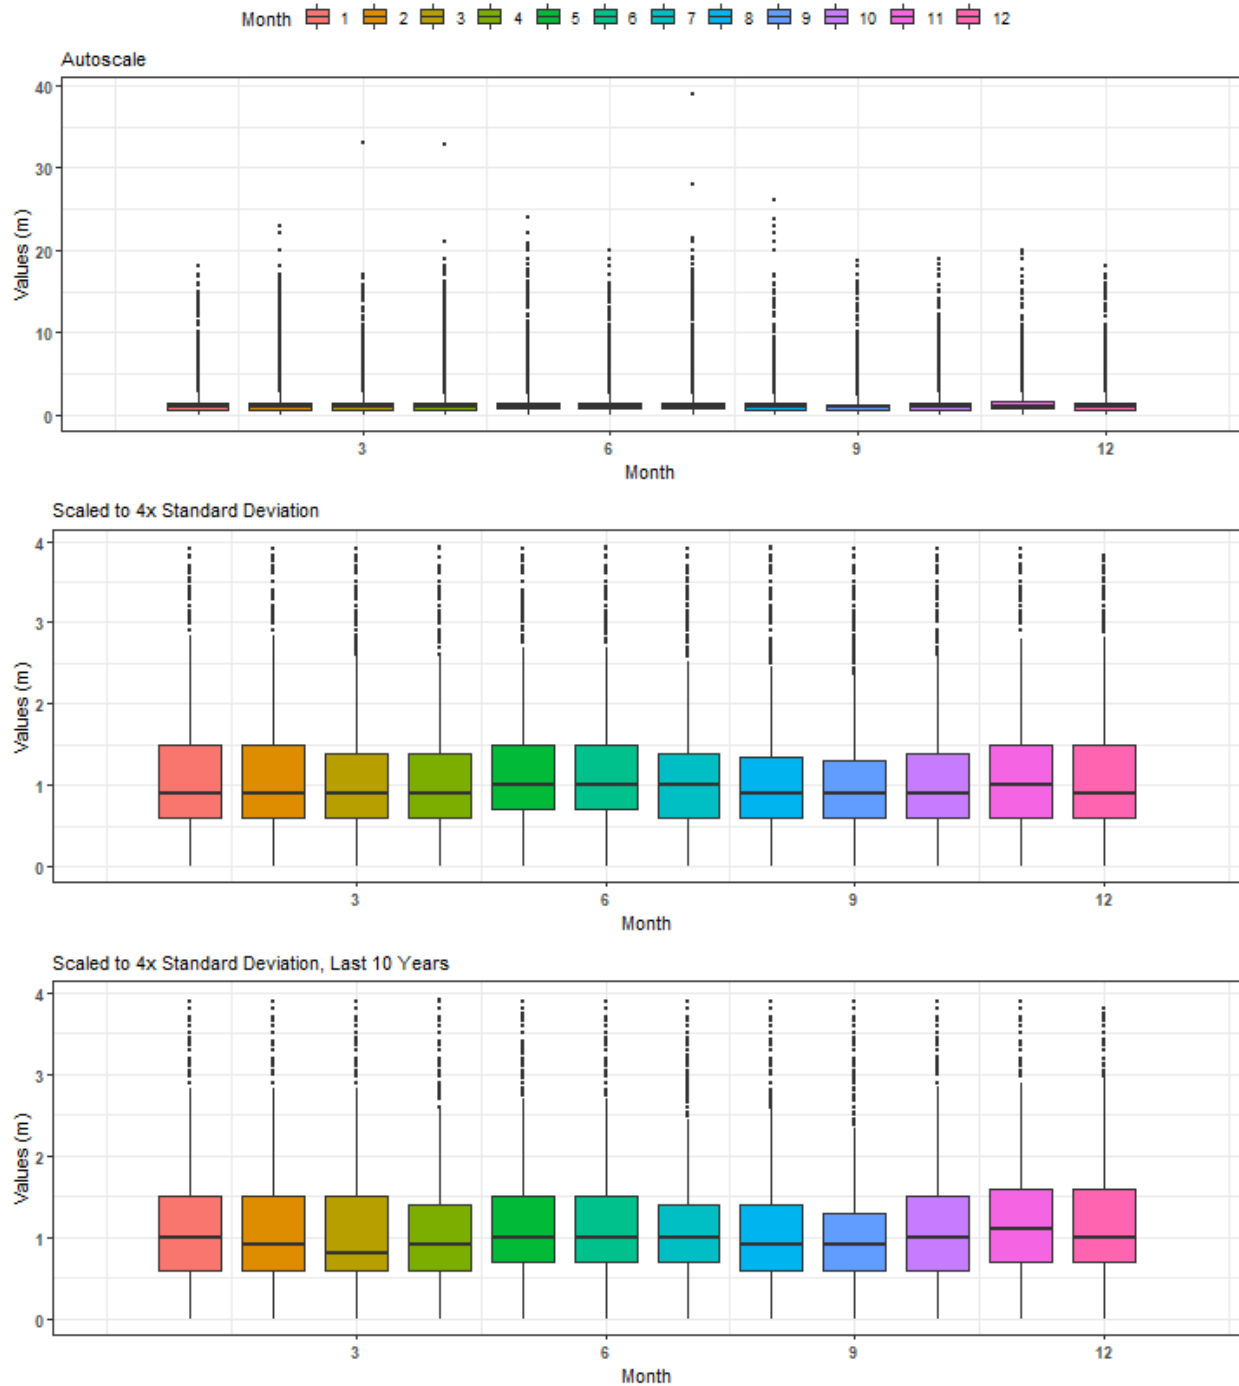 Month 1 2 3 4 5 6 7 8 9 10 11 12
Autoscale
40
30
20
10
0
Values (m)
3 6 9 12
Month
Scaled to 4x Standard Deviation
4
3
2
1
0
Values (m)
3 6 9 12
Month
Scaled to 4x Standard Deviation, Last 10 Years
4
3
2
1
0
Values (m)
3 6 9 12
Month